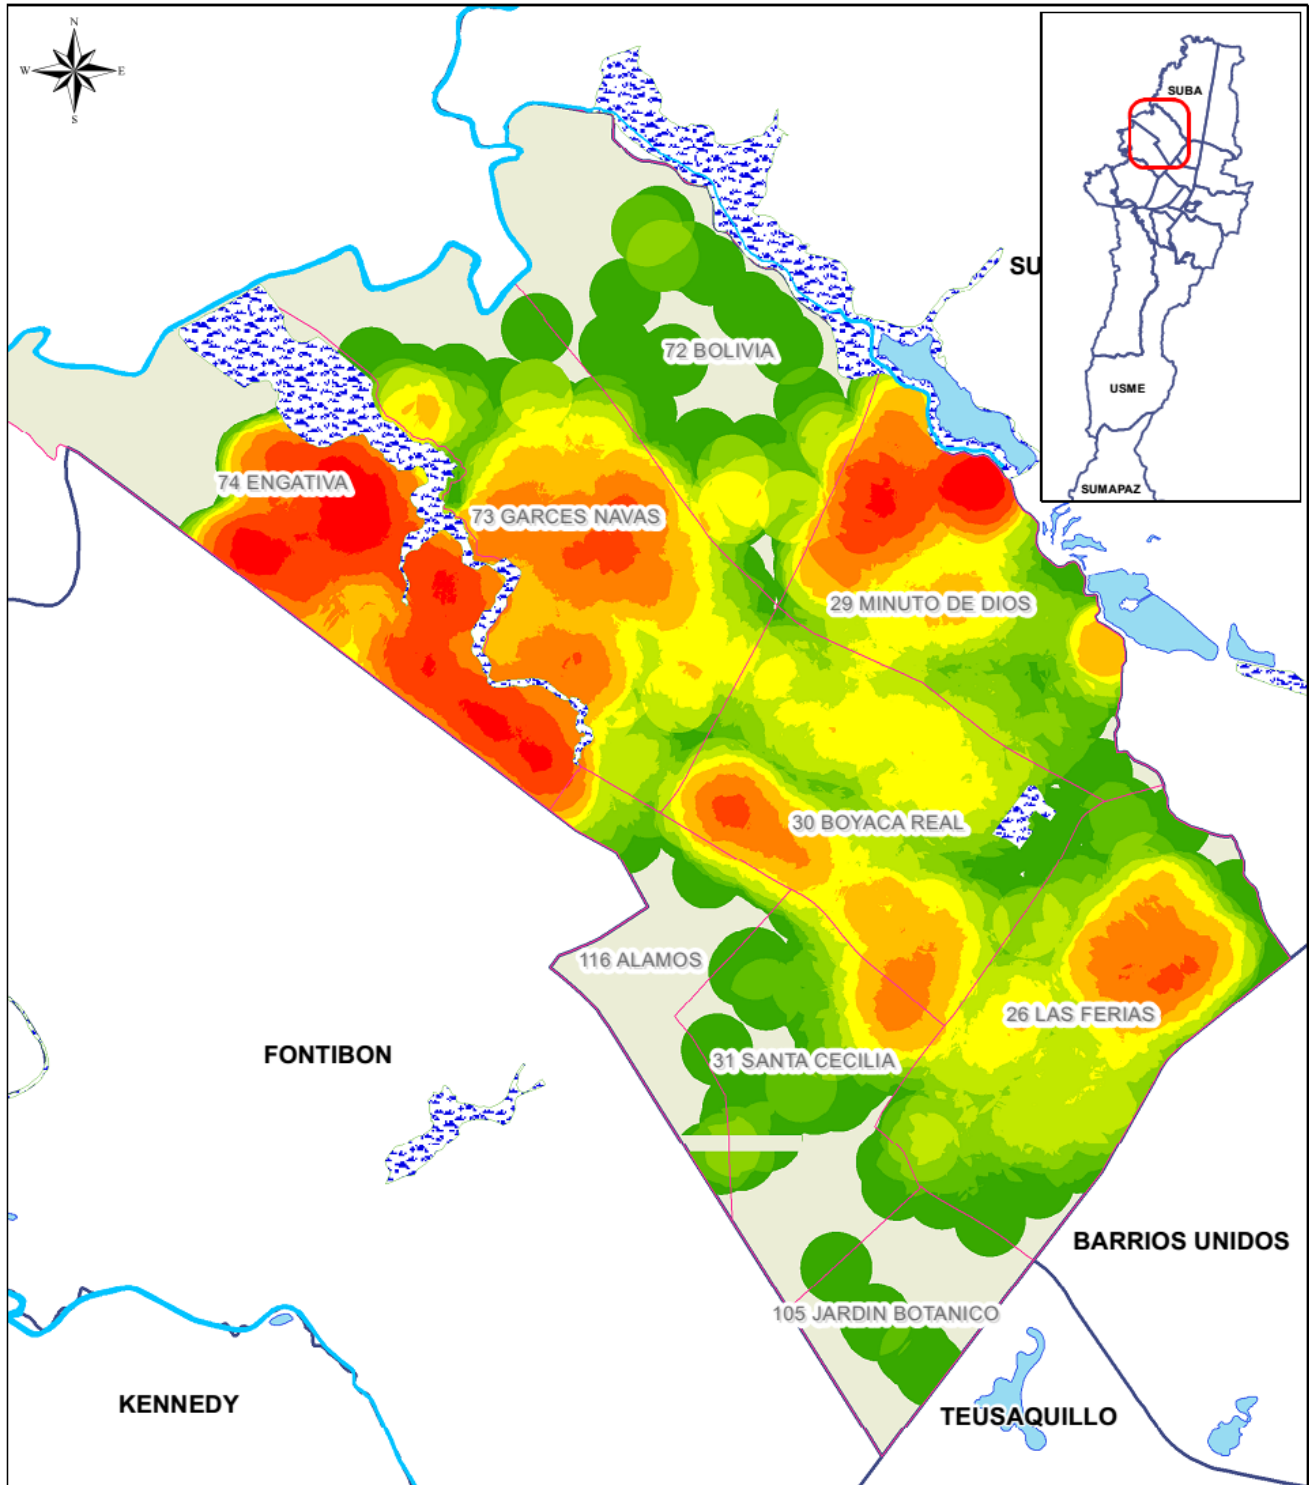 N
W E
S
SUBA
SU
72 BOLIVIA
USME
74 ENGATIVA
SUMAPAZ
73 GARCES NAVAS
29 MINUTO DE DIOS
30 BOYACA REAL
116 ALAMOS
26 LAS FERIAS
FONTIBON
31 SANTA CECILIA
BARRIOS UNIDOS
105 JARDIN BOTANICO
KENNEDY
TEUSAQUILLO